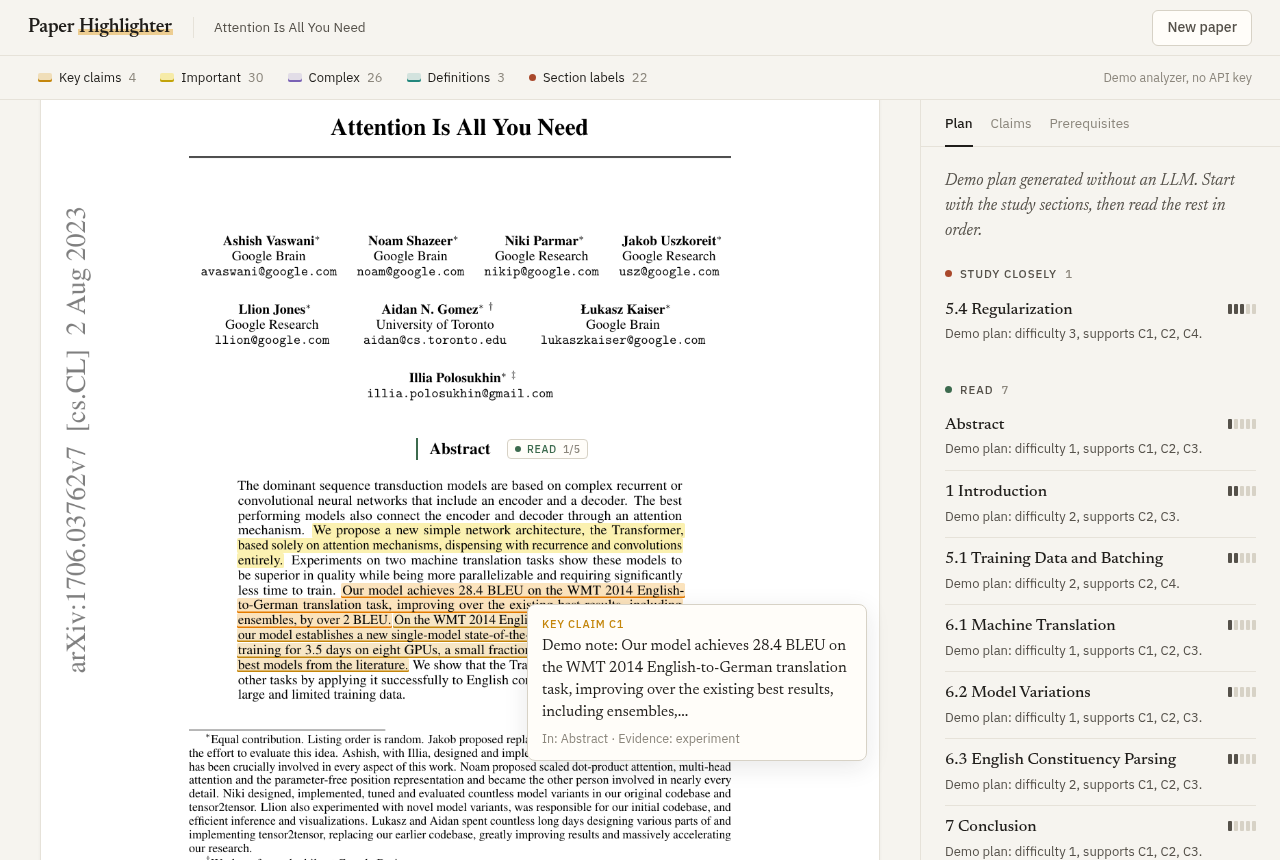 Paper Highlighter
Attention Is All You Need
New paper
Key claims 4
Important 30
Complex 26
Definitions 3
Section labels 22
Demo analyzer, no API key
Attention Is All You Need
arXiv:1706.03762v7 [cs.CL] 2 Aug 2023
Ashish Vaswani* Noam Shazeer* Niki Parmar* Jakob Uszkoreit*
Google Brain Google Brain Google Research Google Research
avaswani@google.com noam@google.com nikip@google.com usz@google.com
Llion Jones* Aidan N. Gomez* † Łukasz Kaiser*
Google Research University of Toronto Google Brain
llion@google.com aidan@cs.toronto.edu lukaszkaiser@google.com
Illia Polosukhin* ‡
illia.polosukhin@gmail.com
Abstract READ 1/5
The dominant sequence transduction models are based on complex recurrent or
convolutional neural networks that include an encoder and a decoder. The best
performing models also connect the encoder and decoder through an attention
mechanism. We propose a new simple network architecture, the Transformer,
based solely on attention mechanisms, dispensing with recurrence and convolutions
entirely. Experiments on two machine translation tasks show these models to
be superior in quality while being more parallelizable and requiring significantly
less time to train. Our model achieves 28.4 BLEU on the WMT 2014 English-
to-German translation task, improving over the existing best results, including
ensembles, by over 2 BLEU. On the WMT 2014 Engli
our model establishes a new single-model state-of-the-
training for 3.5 days on eight GPUs, a small fraction
best models from the literature. We show that the Tra
other tasks by applying it successfully to English con
large and limited training data.
KEY CLAIM C1
Demo note: Our model achieves 28.4 BLEU on
the WMT 2014 English-to-German translation
task, improving over the existing best results,
including ensembles,…
In: Abstract · Evidence: experiment
*Equal contribution. Listing order is random. Jakob proposed repla
the effort to evaluate this idea. Ashish, with Illia, designed and imple
has been crucially involved in every aspect of this work. Noam proposed scaled dot-product attention, multi-head
attention and the parameter-free position representation and became the other person involved in nearly every
detail. Niki designed, implemented, tuned and evaluated countless model variants in our original codebase and
tensor2tensor. Llion also experimented with novel model variants, was responsible for our initial codebase, and
efficient inference and visualizations. Lukasz and Aidan spent countless long days designing various parts of and
implementing tensor2tensor, replacing our earlier codebase, greatly improving results and massively accelerating
our research.
Plan Claims Prerequisites
Demo plan generated without an LLM. Start
with the study sections, then read the rest in
order.
STUDY CLOSELY 1
5.4 Regularization
Demo plan: difficulty 3, supports C1, C2, C4.
READ 7
Abstract
Demo plan: difficulty 1, supports C1, C2, C3.
1 Introduction
Demo plan: difficulty 2, supports C2, C3.
5.1 Training Data and Batching
Demo plan: difficulty 2, supports C2, C4.
6.1 Machine Translation
Demo plan: difficulty 1, supports C1, C2, C3.
6.2 Model Variations
Demo plan: difficulty 1, supports C1, C2, C3.
6.3 English Constituency Parsing
Demo plan: difficulty 2, supports C1, C2, C3.
7 Conclusion
Demo plan: difficulty 1, supports C1, C2, C3.